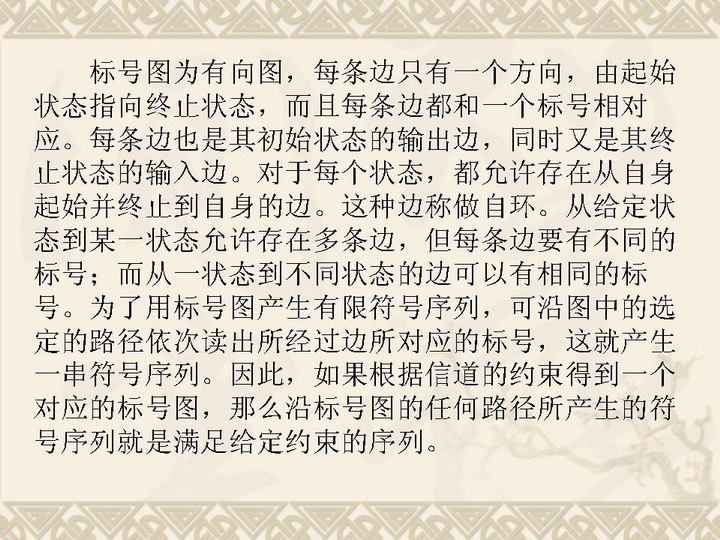 标号图为有向图，每条边只有一个方向，由起始
状态指向终止状态，而且每条边都和一个标号相对
应。每条边也是其初始状态的输出边，同时又是其终
止状态的输入边。对于每个状态，都允许存在从自身
起始并终止到自身的边。这种边称做自环。从给定状
态到某一状态允许存在多条边，但每条边要有不同的
标号；而从一状态到不同状态的边可以有相同的标
号。为了用标号图产生有限符号序列，可沿图中的选
定的路径依次读出所经过边所对应的标号，这就产生
一串符号序列。因此，如果根据信道的约束得到一个
对应的标号图，那么沿标号图的任何路径所产生的符
号序列就是满足给定约束的序列。